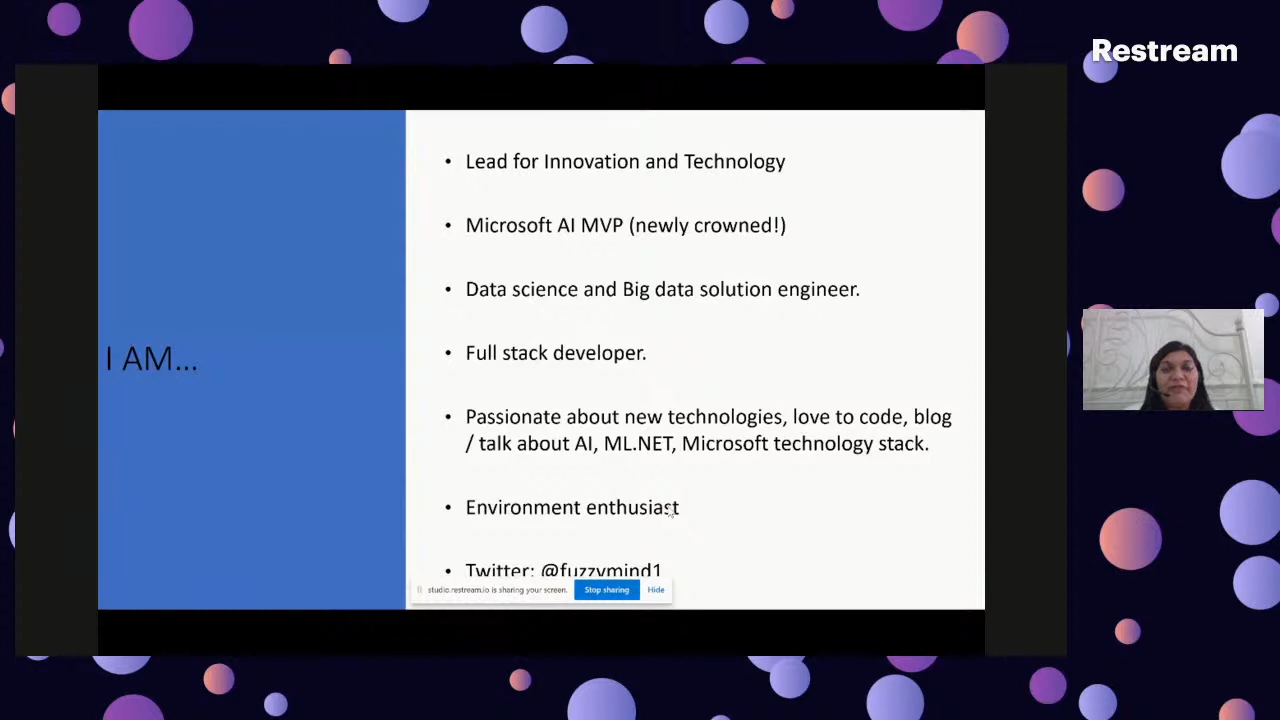 Restream
I AM...
• Lead for Innovation and Technology
• Microsoft AI MVP (newly crowned!)
• Data science and Big data solution engineer.
• Full stack developer.
• Passionate about new technologies, love to code, blog
/ talk about AI, ML.NET, Microsoft technology stack.
• Environment enthusiast
• Twitter: @fuzzymind1
studio.restream.io is sharing your screen.
Stop sharing
Hide